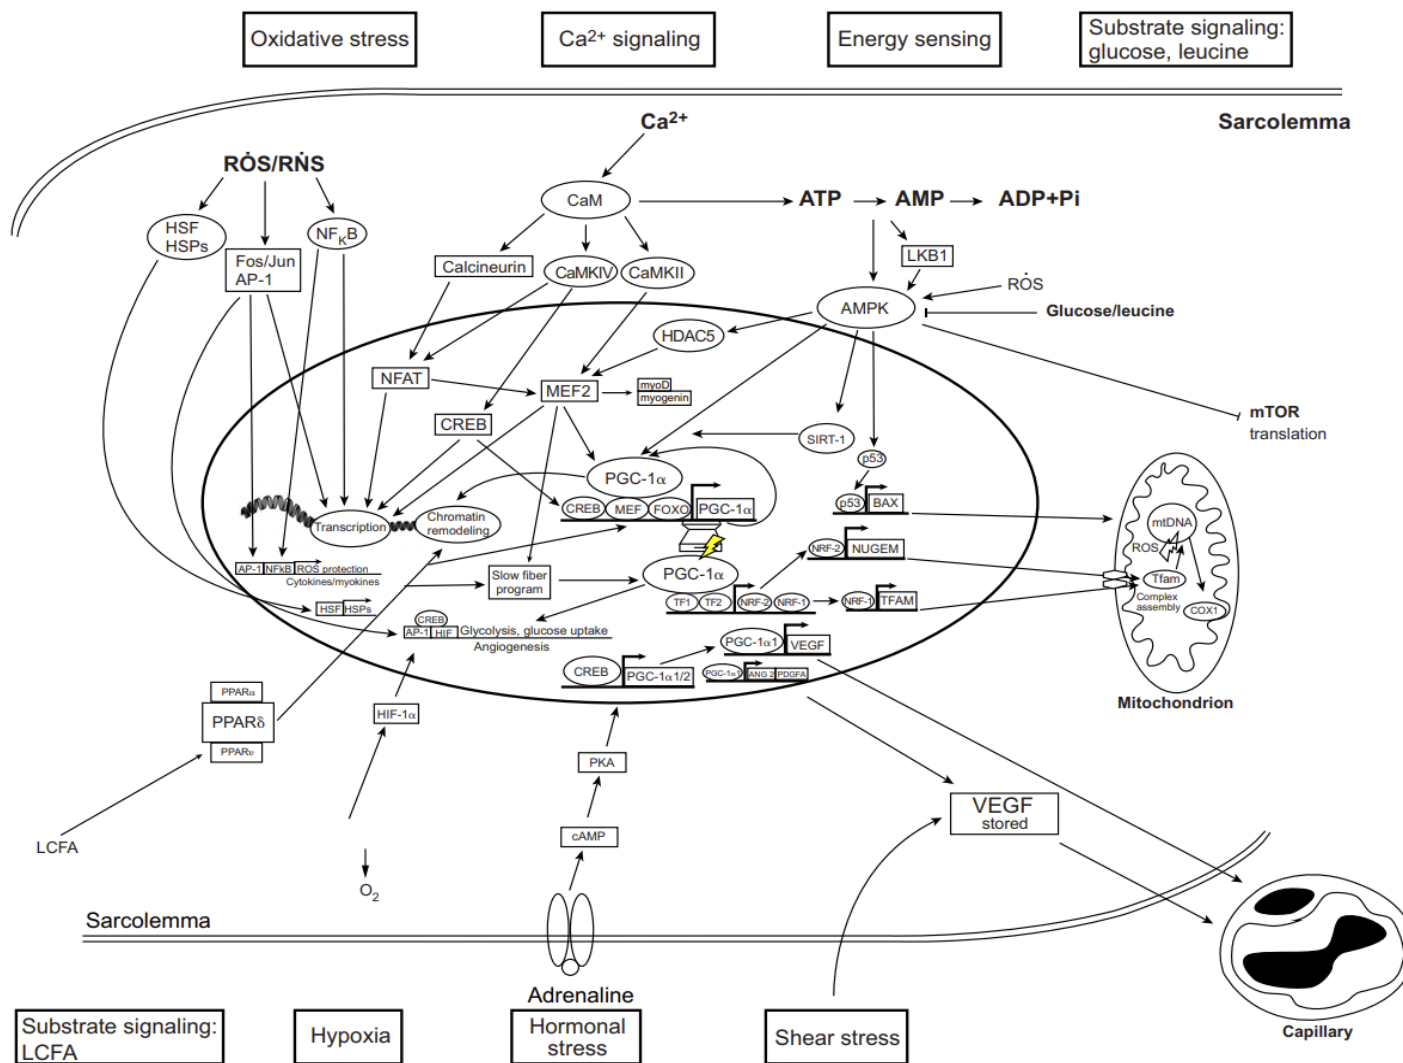 Oxidative stress
Ca²⁺ signaling
Energy sensing
Substrate signaling:
glucose, leucine
Ca²⁺
Sarcolemma
RȮS/RṄS
CaM
ATP
AMP
ADP+Pi
HSF
HSPs
NFκB
Fos/Jun
AP-1
Calcineurin
CaMKIV
CaMKII
LKB1
RȮS
AMPK
Glucose/leucine
HDAC5
NFAT
MEF2
myoD
myogenin
mTOR
translation
CREB
SIRT-1
p53
PGC-1α
CREB
MEF
FOXO
PGC-1α
p53
BAX
Transcription
Chromatin
remodeling
mtDNA
ROS
NRF-2
NUGEM
AP-1
NFkB
ROS protection
Cytokines/myokines
Slow fiber
program
PGC-1α
Tfam
Complex
assembly
COX1
TF1
TF2
NRF-2
NRF-1
NRF-1
TFAM
HSF
HSPs
CREB
AP-1
HIF
Glycolysis, glucose uptake
Angiogenesis
PGC-1α1
VEGF
CREB
PGC-1α1/2
PGC-1α1
ANG 2
PDGFA
PPARα
PPARδ
PPARυ
HIF-1α
Mitochondrion
PKA
VEGF
stored
cAMP
LCFA
O₂
Sarcolemma
Adrenaline
Substrate signaling:
LCFA
Hypoxia
Hormonal
stress
Shear stress
Capillary